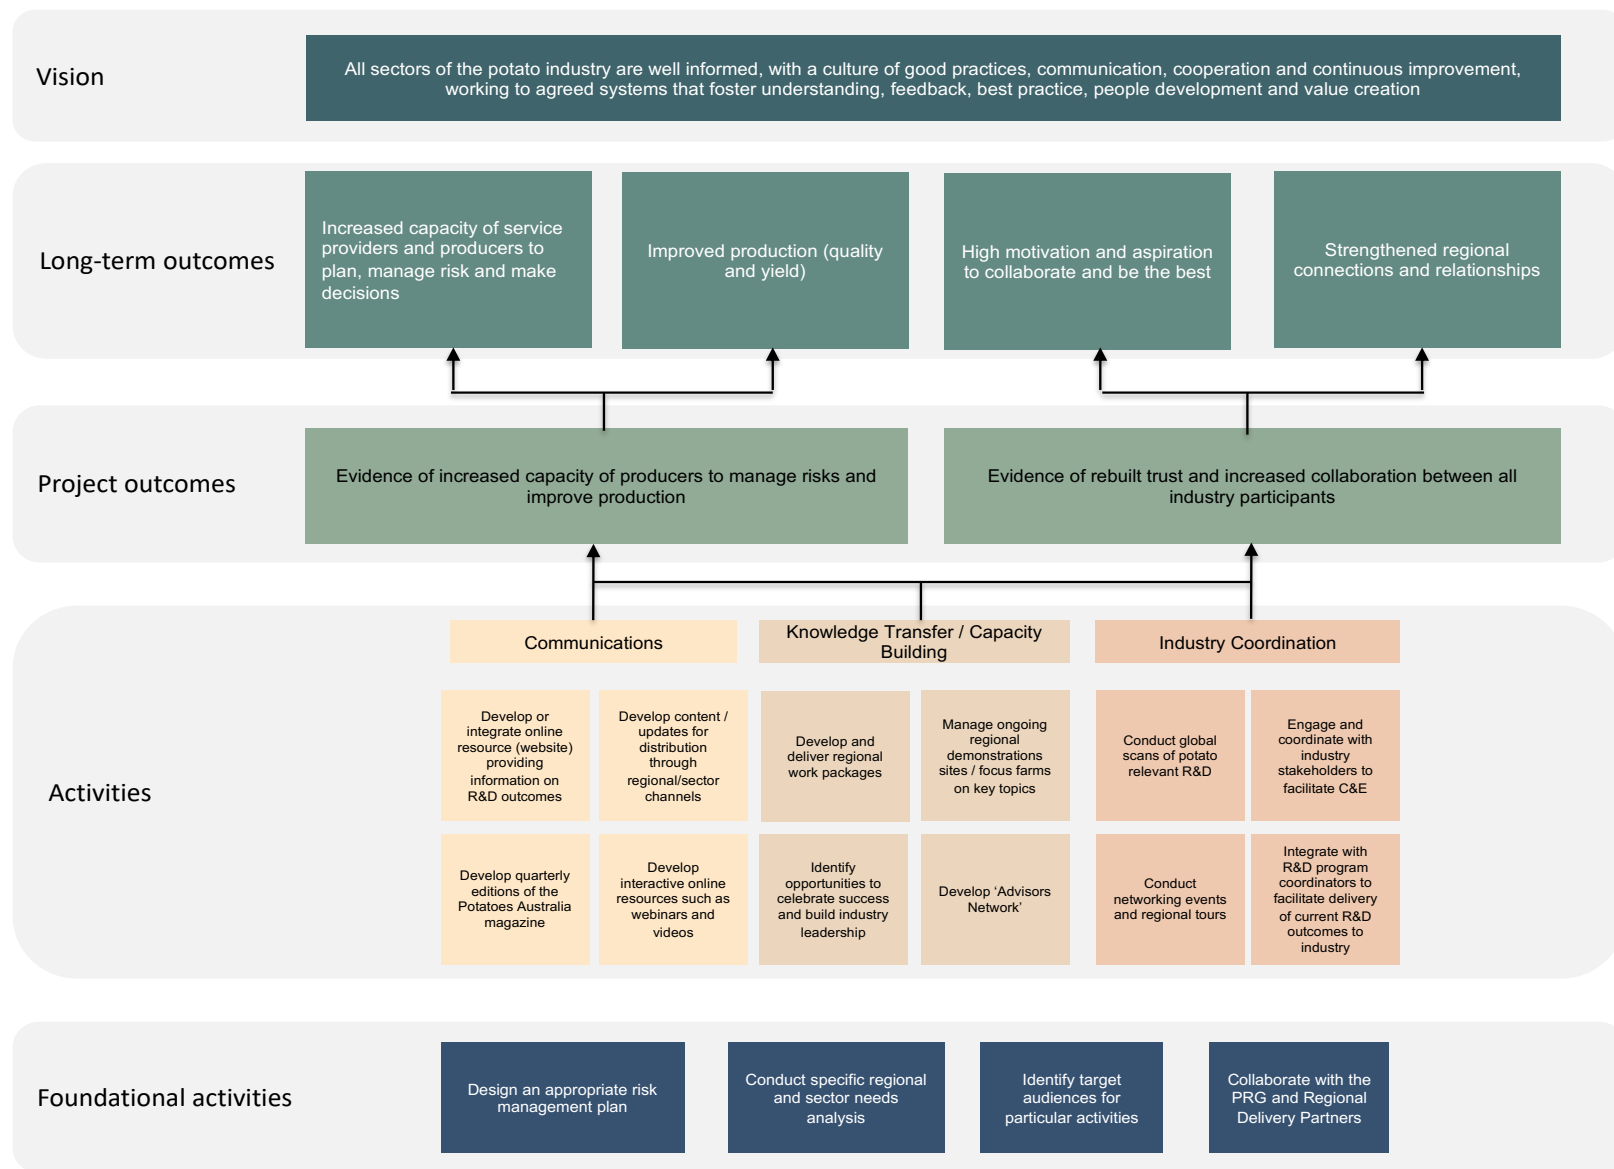 Vision
All sectors of the potato industry are well informed, with a culture of good practices, communication, cooperation and continuous improvement,
working to agreed systems that foster understanding, feedback, best practice, people development and value creation
Long-term outcomes
Increased capacity of service
providers and producers to
plan, manage risk and make
decisions
Improved production (quality
and yield)
High motivation and aspiration
to collaborate and be the best
Strengthened regional
connections and relationships
Project outcomes
Evidence of increased capacity of producers to manage risks and
improve production
Evidence of rebuilt trust and increased collaboration between all
industry participants
Activities
Communications
Knowledge Transfer / Capacity
Building
Industry Coordination
Develop or
integrate online
resource (website)
providing
information on
R&D outcomes
Develop content /
updates for
distribution
through
regional/sector
channels
Develop and
deliver regional
work packages
Manage ongoing
regional
demonstrations
sites / focus farms
on key topics
Conduct global
scans of potato
relevant R&D
Engage and
coordinate with
industry
stakeholders to
facilitate C&E
Develop quarterly
editions of the
Potatoes Australia
magazine
Develop
interactive online
resources such as
webinars and
videos
Identify
opportunities to
celebrate success
and build industry
leadership
Develop ‘Advisors
Network’
Conduct
networking events
and regional tours
Integrate with
R&D program
coordinators to
facilitate delivery
of current R&D
outcomes to
industry
Foundational activities
Design an appropriate risk
management plan
Conduct specific regional
and sector needs
analysis
Identify target
audiences for
particular activities
Collaborate with the
PRG and Regional
Delivery Partners